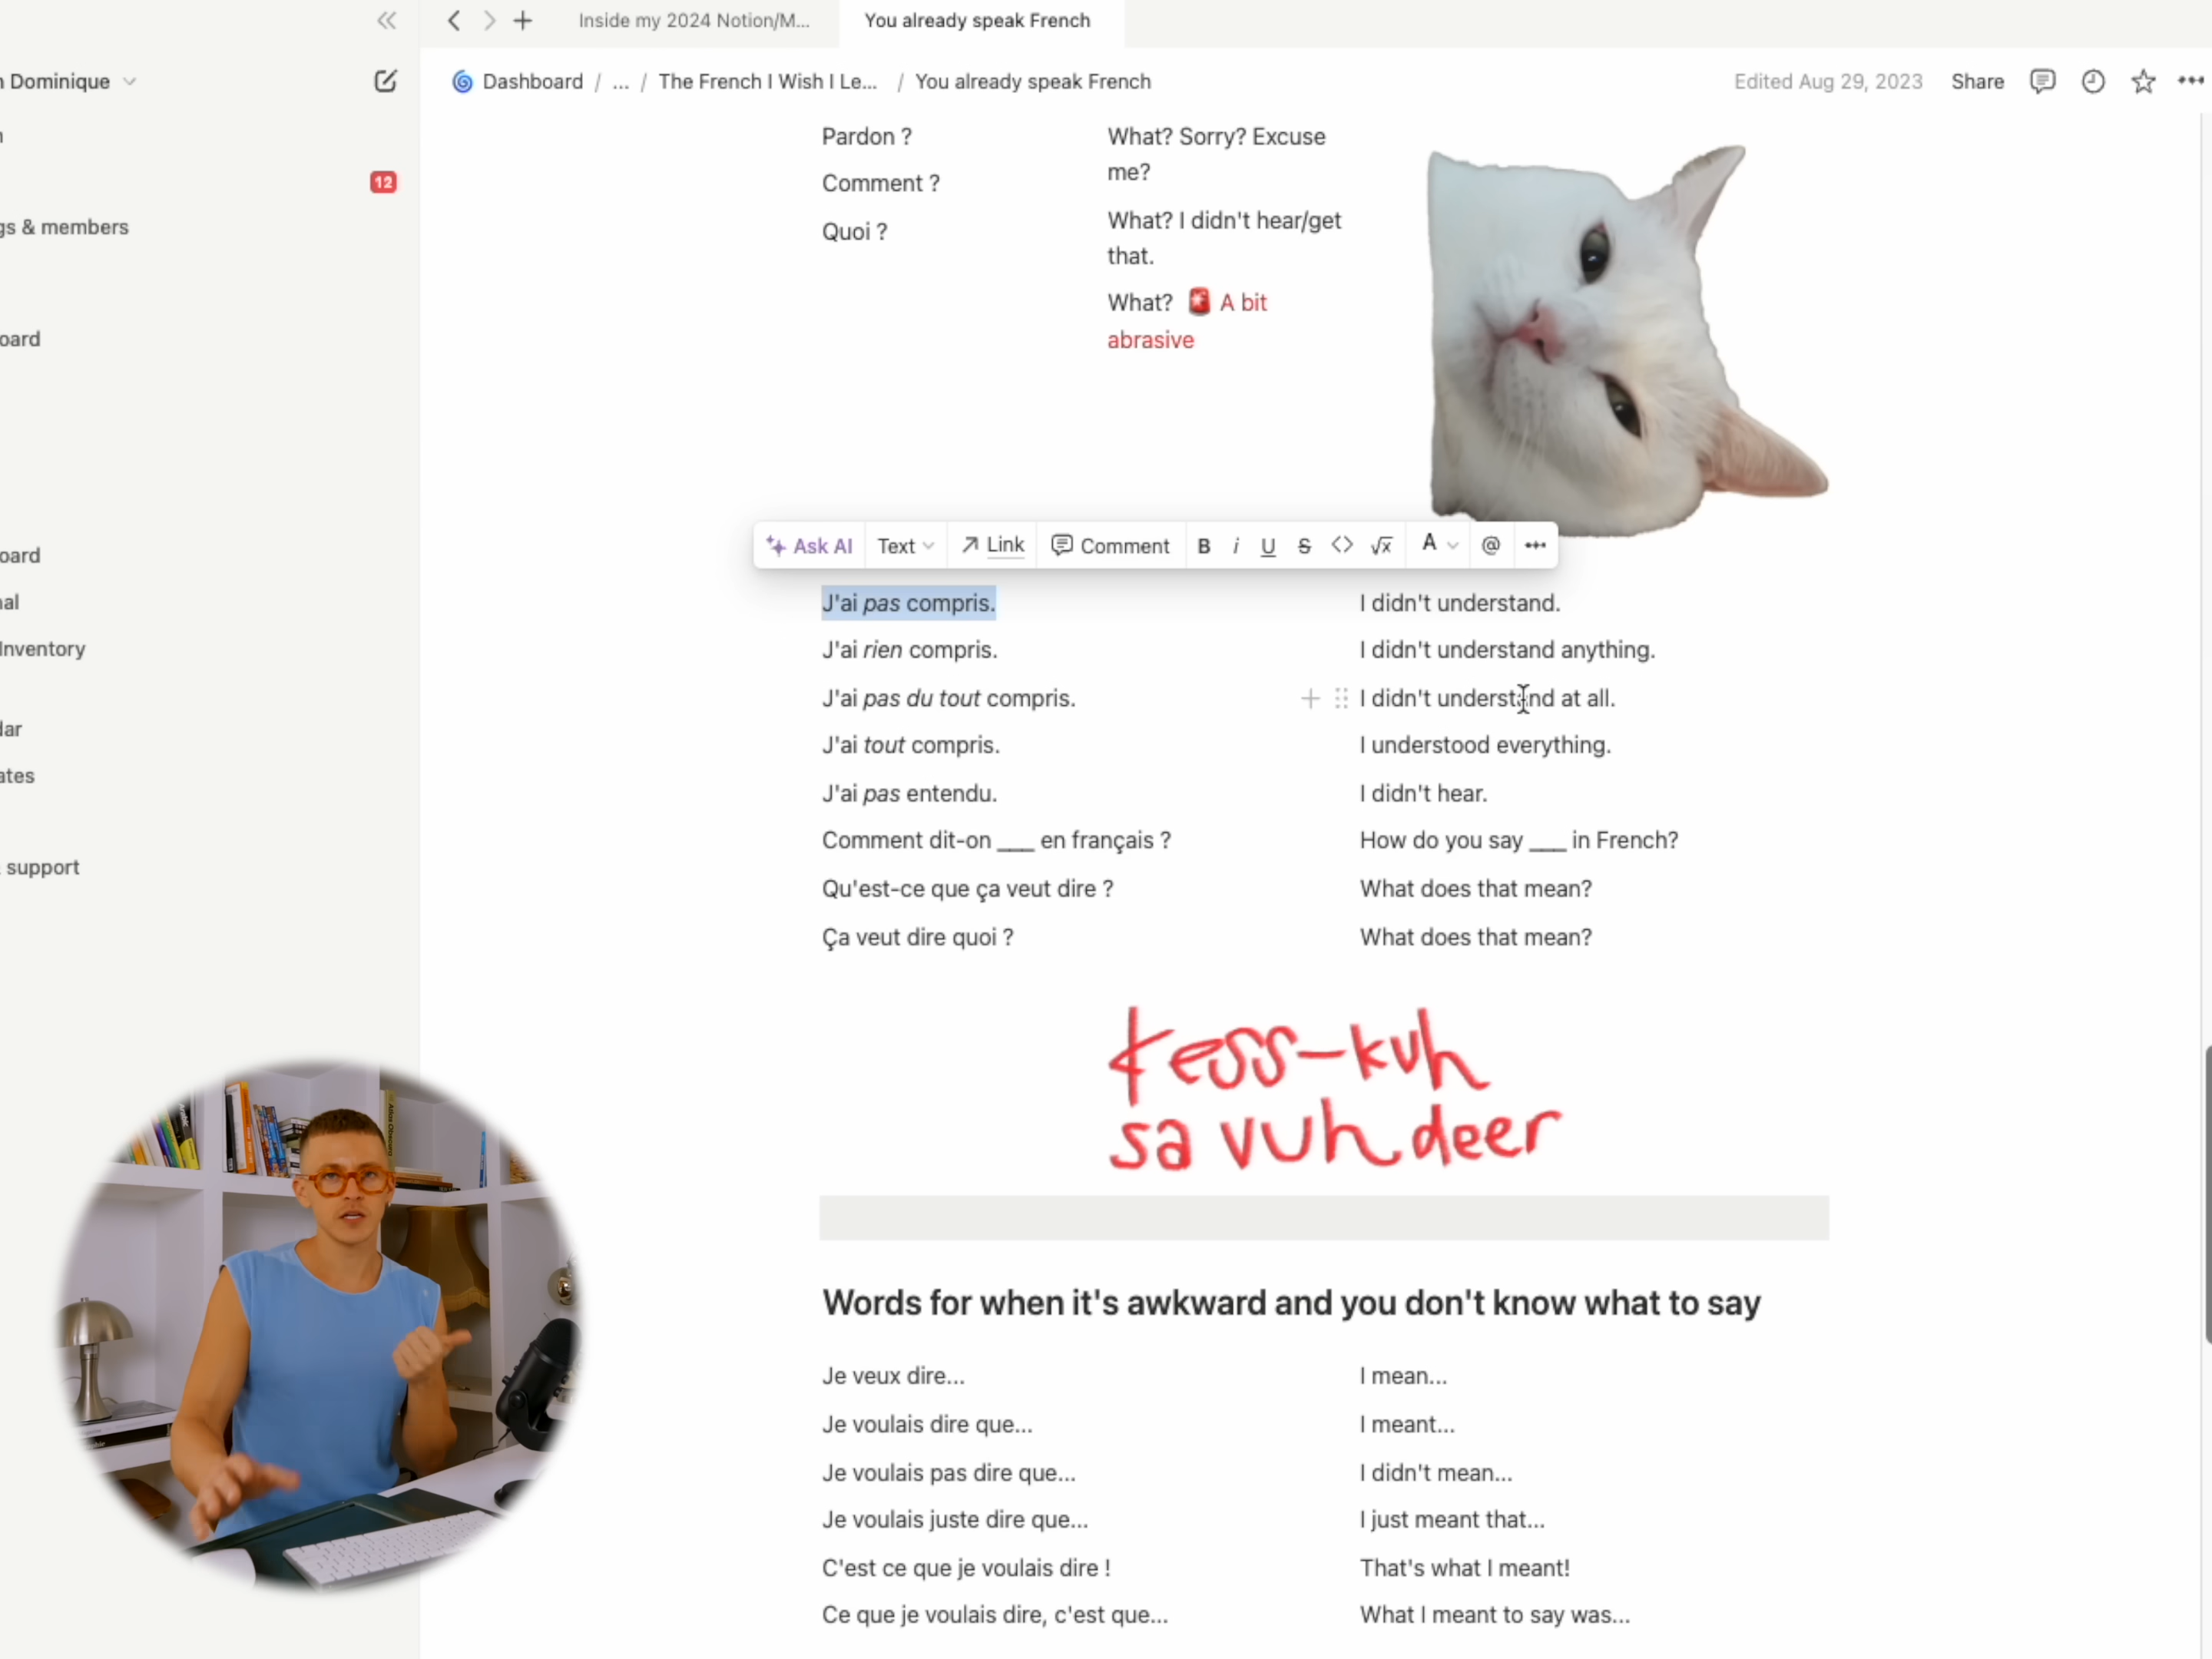 Inside my 2024 Notion/M...
You already speak French
Dominique
Dashboard / ... / The French I Wish I Le... / You already speak French
Edited Aug 29, 2023
Share
12
gs & members
oard
oard
nal
Inventory
dar
ates
support
Pardon ?
Comment ?
Quoi ?
What? Sorry? Excuse
me?
What? I didn't hear/get
that.
What? 🚨 A bit
abrasive
Ask AI Text Link Comment B i U S <> √x A @ •••
J'ai pas compris.
I didn't understand.
J'ai rien compris.
I didn't understand anything.
J'ai pas du tout compris.
I didn't understand at all.
J'ai tout compris.
I understood everything.
J'ai pas entendu.
I didn't hear.
Comment dit-on ___ en français ?
How do you say ___ in French?
Qu'est-ce que ça veut dire ?
What does that mean?
Ça veut dire quoi ?
What does that mean?
kess-kuh
sa vuh deer
Words for when it's awkward and you don't know what to say
Je veux dire...
I mean...
Je voulais dire que...
I meant...
Je voulais pas dire que...
I didn't mean...
Je voulais juste dire que...
I just meant that...
C'est ce que je voulais dire !
That's what I meant!
Ce que je voulais dire, c'est que...
What I meant to say was...